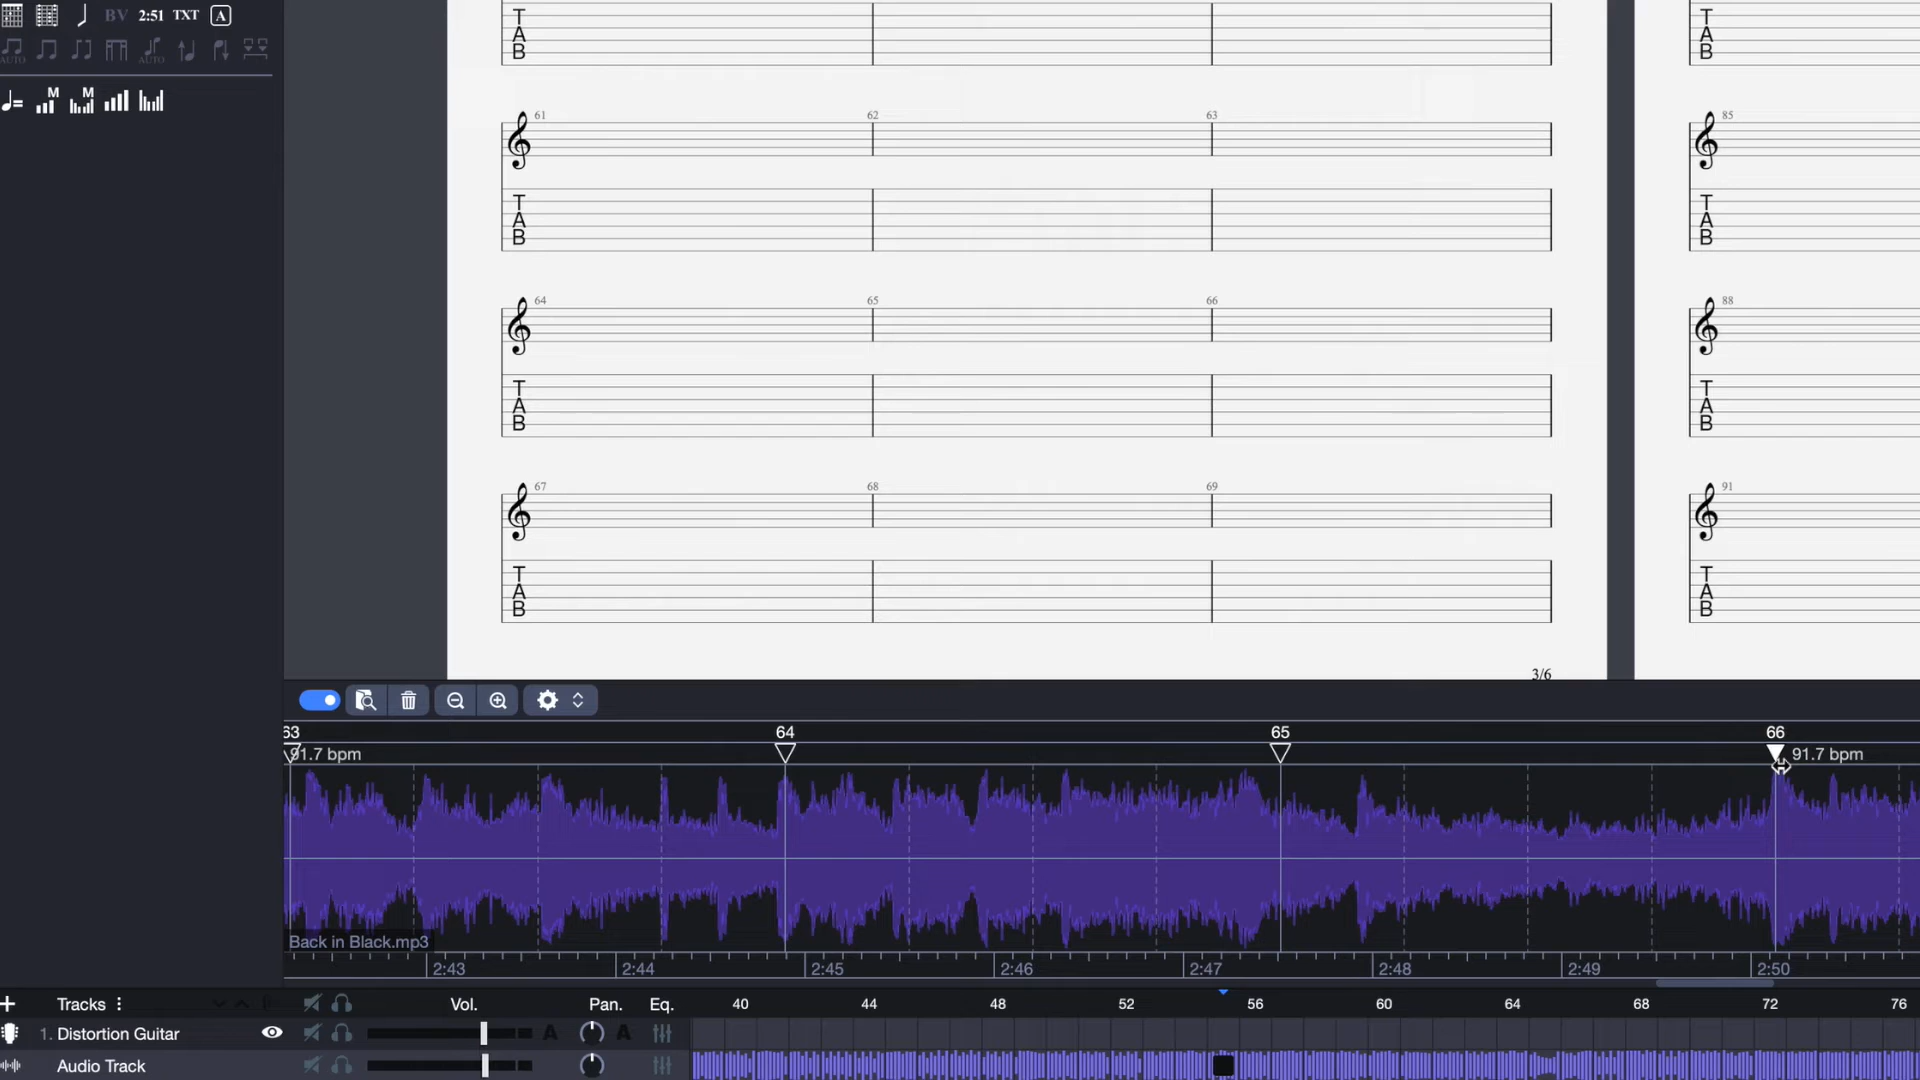 BV 2:51 TXT A
AUTO AUTO
M M
T
A
B
T
A
B
61 62 63 85
T
A
B
T
A
B
64 65 66 88
T
A
B
T
A
B
67 68 69 91
T
A
B
T
A
B
3/6
63 64 65 66
91.7 bpm 91.7 bpm
Back in Black.mp3
2:43 2:44 2:45 2:46 2:47 2:48 2:49 2:50
Tracks Vol. Pan. Eq. 40 44 48 52 56 60 64 68 72 76
1. Distortion Guitar A A
Audio Track